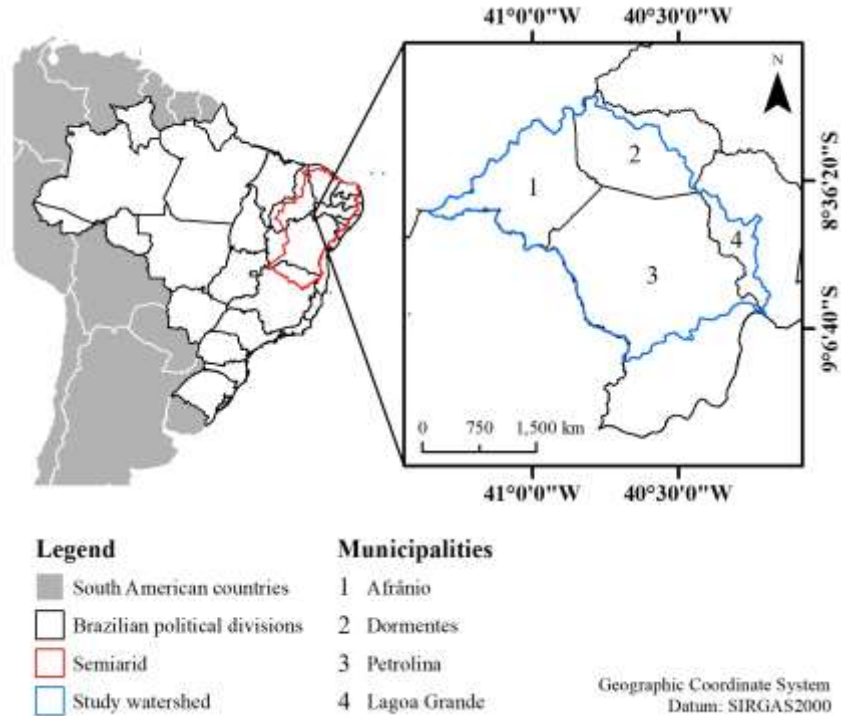 41°0'0"W 40°30'0"W
N
8°36'20"S
9°6'40"S
1
2
3
4
0 750 1,500 km
41°0'0"W 40°30'0"W
Legend
South American countries
Brazilian political divisions
Semiarid
Study watershed
Municipalities
1 Afrânio
2 Dormentes
3 Petrolina
4 Lagoa Grande
Geographic Coordinate System
Datum: SIRGAS2000